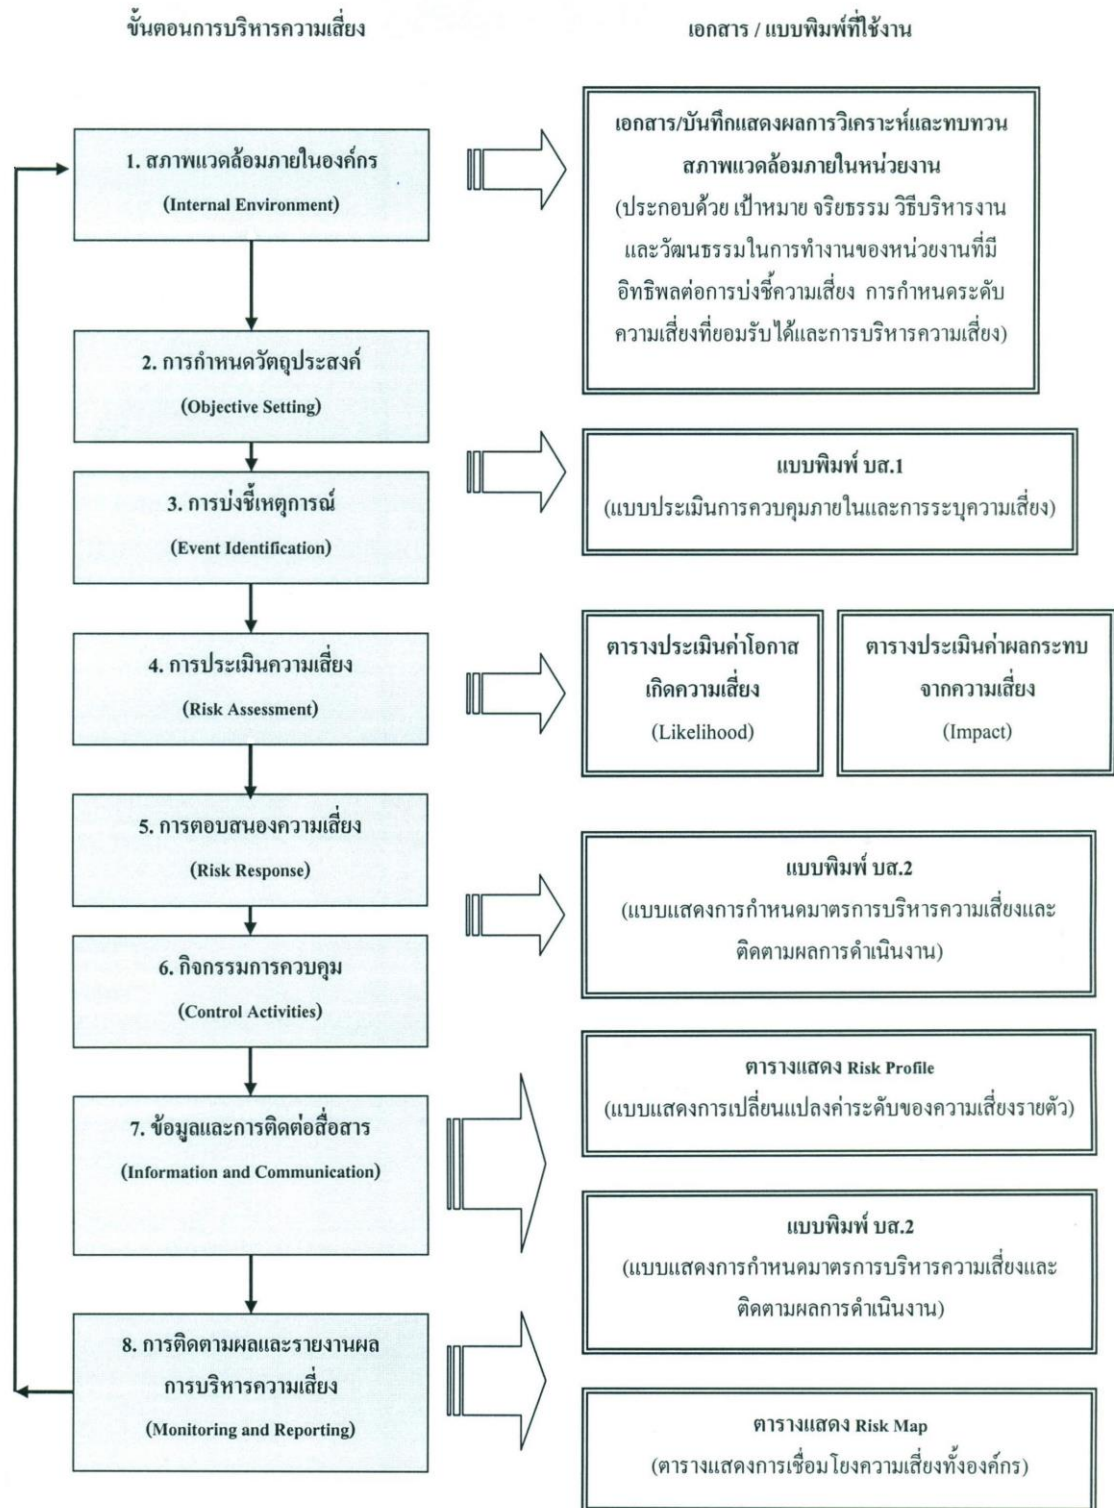 ขั้นตอนการบริหารความเสี่ยง
เอกสาร / แบบพิมพ์ที่ใช้งาน
1. สภาพแวดล้อมภายในองค์กร
(Internal Environment)
เอกสาร/บันทึกแสดงผลการวิเคราะห์และทบทวน
สภาพแวดล้อมภายในหน่วยงาน
(ประกอบด้วย เป้าหมาย จริยธรรม วิธีบริหารงาน
และวัฒนธรรมในการทำงานของหน่วยงานที่มี
อิทธิพลต่อการบ่งชี้ความเสี่ยง การกำหนดระดับ
ความเสี่ยงที่ยอมรับได้และการบริหารความเสี่ยง)
2. การกำหนดวัตถุประสงค์
(Objective Setting)
3. การบ่งชี้เหตุการณ์
(Event Identification)
แบบพิมพ์ บส.1
(แบบประเมินการควบคุมภายในและการระบุความเสี่ยง)
4. การประเมินความเสี่ยง
(Risk Assessment)
ตารางประเมินค่าโอกาส
เกิดความเสี่ยง
(Likelihood)
ตารางประเมินค่าผลกระทบ
จากความเสี่ยง
(Impact)
5. การตอบสนองความเสี่ยง
(Risk Response)
6. กิจกรรมการควบคุม
(Control Activities)
แบบพิมพ์ บส.2
(แบบแสดงการกำหนดมาตรการบริหารความเสี่ยงและ
ติดตามผลการดำเนินงาน)
7. ข้อมูลและการติดต่อสื่อสาร
(Information and Communication)
ตารางแสดง Risk Profile
(แบบแสดงการเปลี่ยนแปลงค่าระดับของความเสี่ยงรายตัว)
แบบพิมพ์ บส.2
(แบบแสดงการกำหนดมาตรการบริหารความเสี่ยงและ
ติดตามผลการดำเนินงาน)
8. การติดตามผลและรายงานผล
การบริหารความเสี่ยง
(Monitoring and Reporting)
ตารางแสดง Risk Map
(ตารางแสดงการเชื่อมโยงความเสี่ยงทั้งองค์กร)